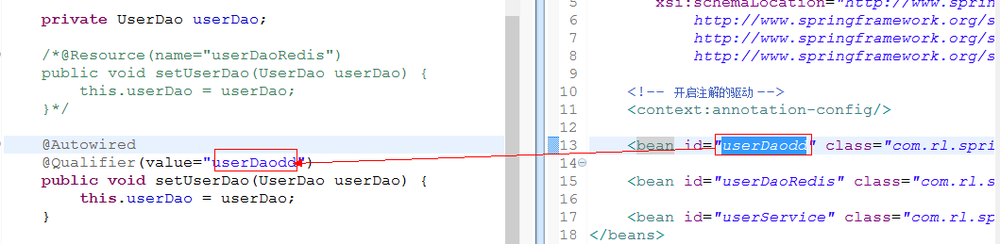 private UserDao userDao;
/*@Resource(name="userDaoRedis")
public void setUserDao(UserDao userDao) {
this.userDao = userDao;
}*/
@Autowired
@Qualifier(value="userDaodd")
public void setUserDao(UserDao userDao) {
this.userDao = userDao;
}
5 xsi:schemaLocation="http://www.spring
6 http://www.springframework.org/s
7 http://www.springframework.org/s
8 http://www.springframework.org/s
9
10 <!-- 开启注解的驱动 -->
11 <context:annotation-config/>
12
13 <bean id="userDaodd" class="com.rl.spri
14
15 <bean id="userDaoRedis" class="com.rl.s
16
17 <bean id="userService" class="com.rl.sp
18 </beans>